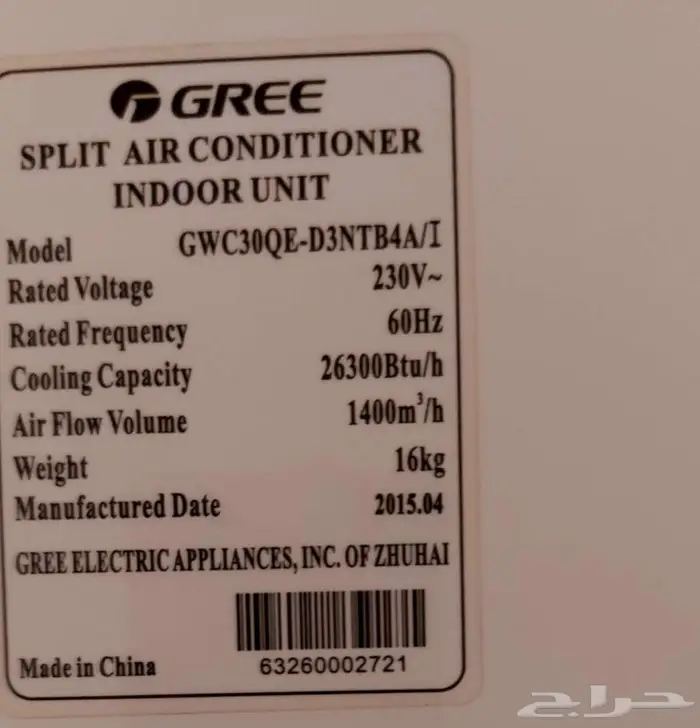 GREE
SPLIT AIR CONDITIONER
INDOOR UNIT
Model GWC30QE-D3NTB4A/I
Rated Voltage 230V~
Rated Frequency 60Hz
Cooling Capacity 26300Btu/h
Air Flow Volume 1400m³/h
Weight 16kg
Manufactured Date 2015.04
GREE ELECTRIC APPLIANCES, INC. OF ZHUHAI
Made in China 63260002721
حراج